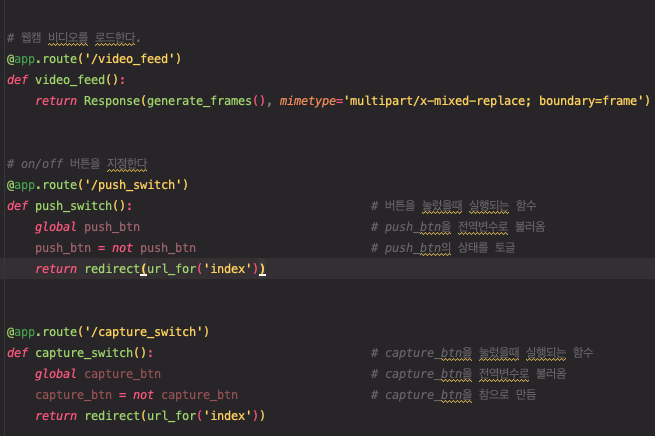 # 웹캠 비디오를 로드한다.
@app.route('/video_feed')
def video_feed():
    return Response(generate_frames(), mimetype='multipart/x-mixed-replace; boundary=frame')
# on/off 버튼을 지정한다
@app.route('/push_switch')
def push_switch():                                  # 버튼을 눌렀을때 실행되는 함수
    global push_btn                                 # push_btn을 전역변수로 불러옴
    push_btn = not push_btn                         # push_btn의 상태를 토글
    return redirect(url_for('index'))
@app.route('/capture_switch')
def capture_switch():                               # capture_btn을 눌렀을때 실행되는 함수
    global capture_btn                              # capture_btn을 전역변수로 불러옴
    capture_btn = not capture_btn                   # capture_btn을 참으로 만듬
    return redirect(url_for('index'))